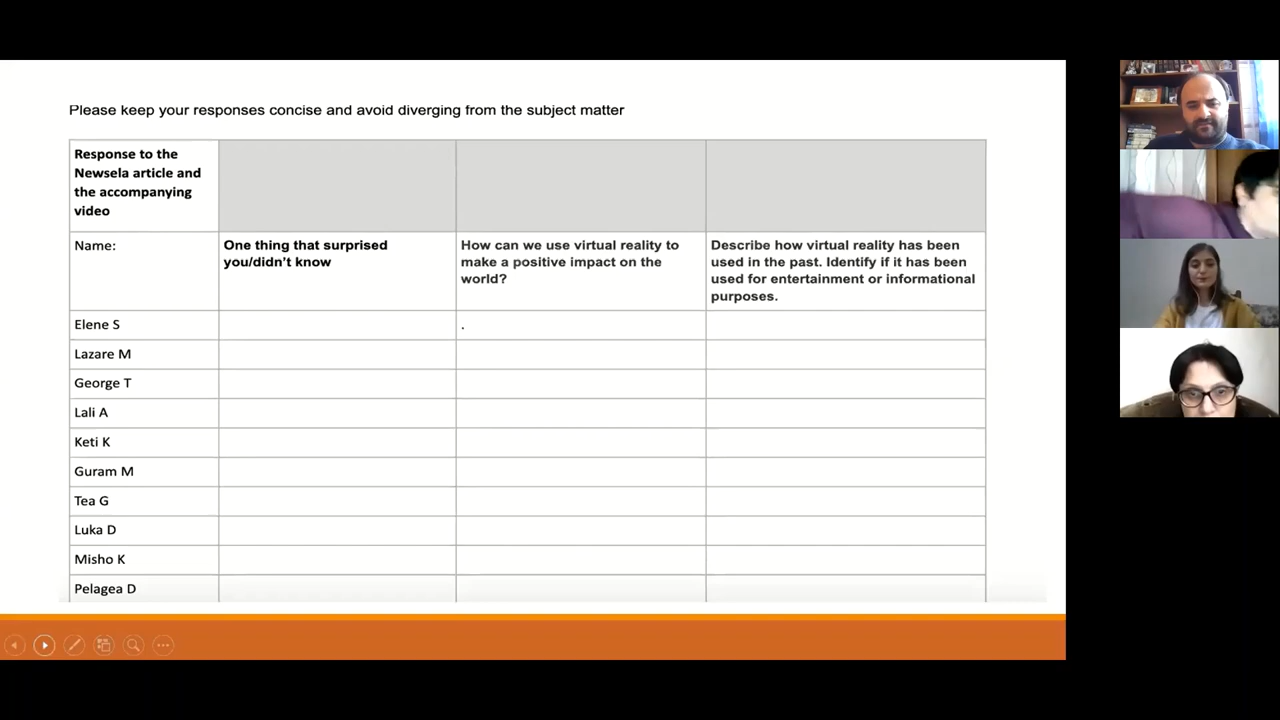 Please keep your responses concise and avoid diverging from the subject matter
Response to the
Newsela article and
the accompanying
video
Name:
One thing that surprised
you/didn’t know
How can we use virtual reality to
make a positive impact on the
world?
Describe how virtual reality has been
used in the past. Identify if it has been
used for entertainment or informational
purposes.
Elene S
.
Lazare M
George T
Lali A
Keti K
Guram M
Tea G
Luka D
Misho K
Pelagea D